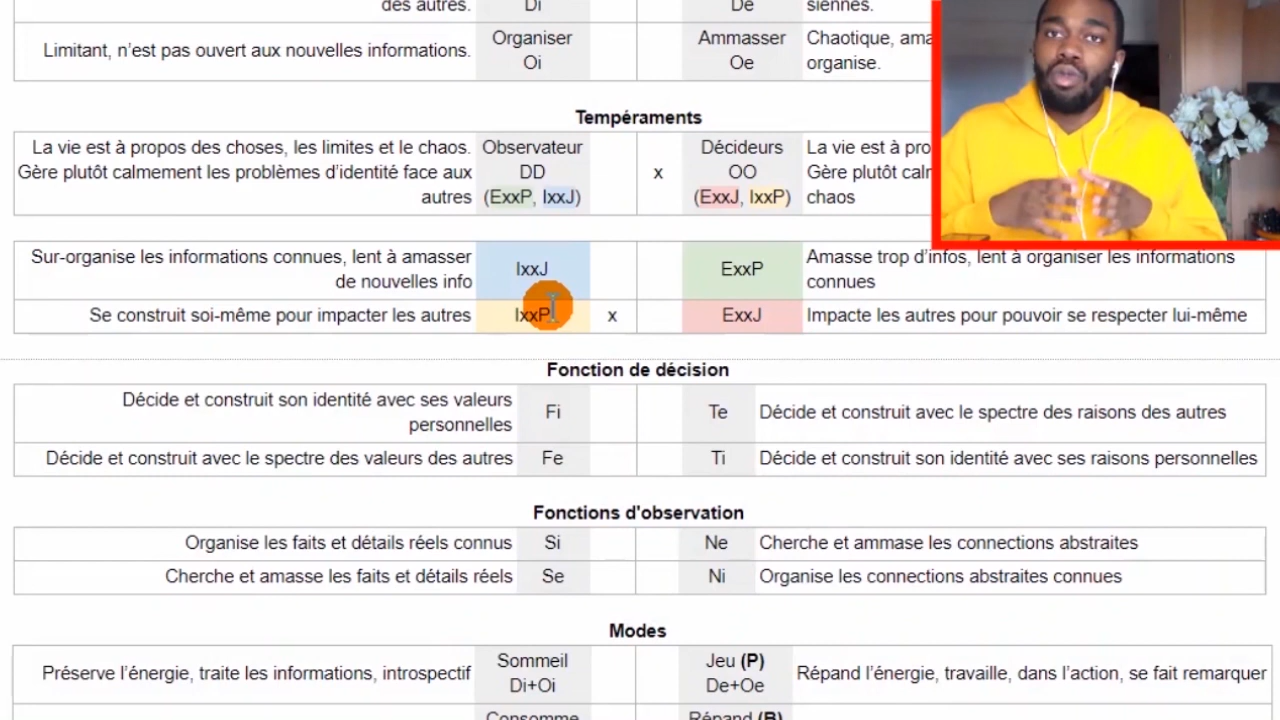 des autres. Di De siennes.
Limitant, n’est pas ouvert aux nouvelles informations. Organiser Oi Ammasser Oe Chaotique,
organise.
Tempéraments
La vie est à propos des choses, les limites et le chaos. Observateur Décideurs La vie est à
Gère plutôt calmement les problèmes d’identité face aux DD x OO Gère plutôt
autres (ExxP, IxxJ) (ExxJ, IxxP) chaos
Sur-organise les informations connues, lent à amasser IxxJ ExxP Amasse trop d’infos, lent à organiser les informations
de nouvelles info connues
Se construit soi-même pour impacter les autres IxxP x ExxJ Impacte les autres pour pouvoir se respecter lui-même
Fonction de décision
Décide et construit son identité avec ses valeurs Fi Te Décide et construit avec le spectre des raisons des autres
personnelles
Décide et construit avec le spectre des valeurs des autres Fe Ti Décide et construit son identité avec ses raisons personnelles
Fonctions d'observation
Organise les faits et détails réels connus Si Ne Cherche et ammase les connections abstraites
Cherche et amasse les faits et détails réels Se Ni Organise les connections abstraites connues
Modes
Préserve l’énergie, traite les informations, introspectif Sommeil Di+Oi Jeu (P) De+Oe Répand l’énergie, travaille, dans l’action, se fait remarquer
Consomme Répand (B)